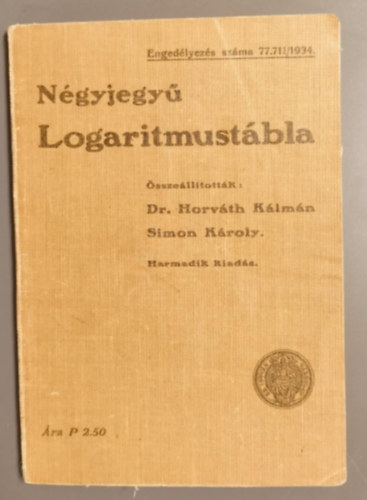 Engedélyezés száma 77.711/1934.
Négyjegyű
Logaritmustábla
Összeállították:
Dr. Horváth Kálmán
Simon Károly.
Harmadik kiadás.
Ára P 2.50